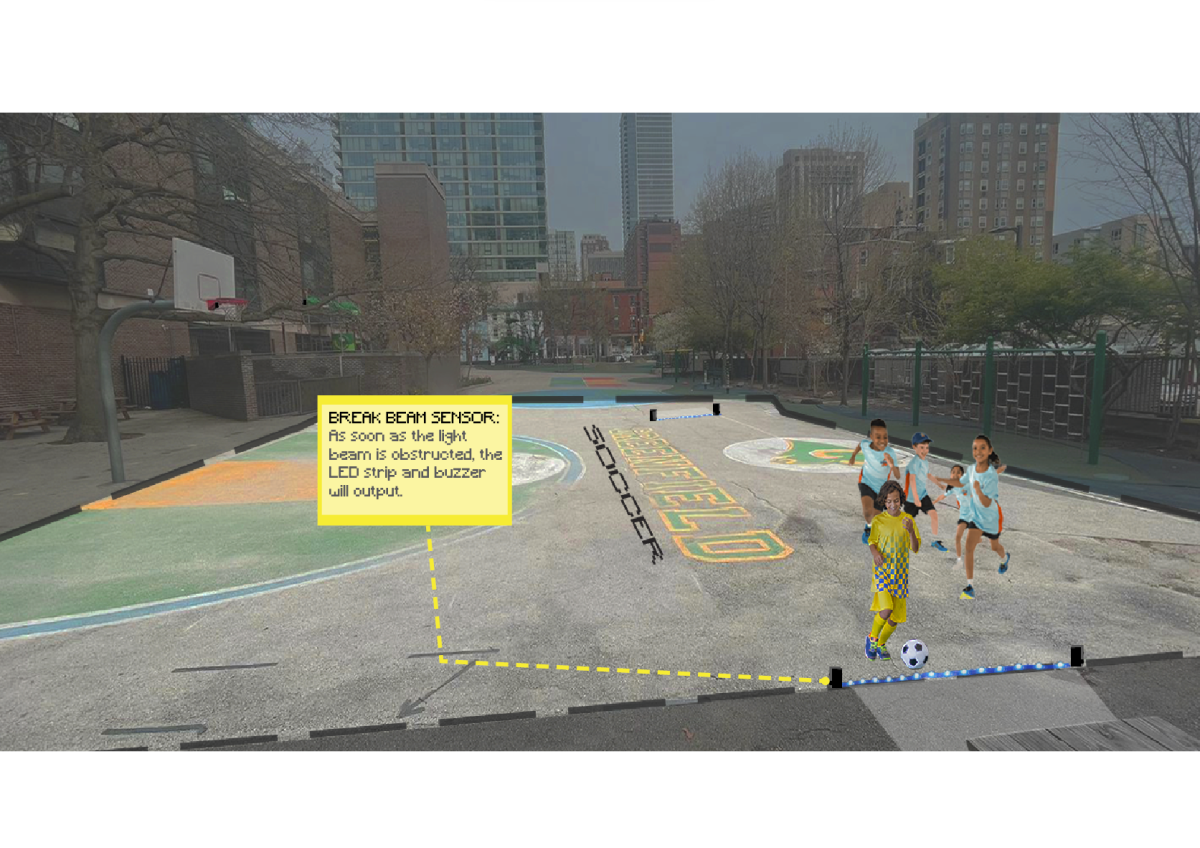 BREAK BEAM SENSOR:
As soon as the light
beam is obstructed, the
LED strip and buzzer
will output.
SOCCER.
GREENFIELD